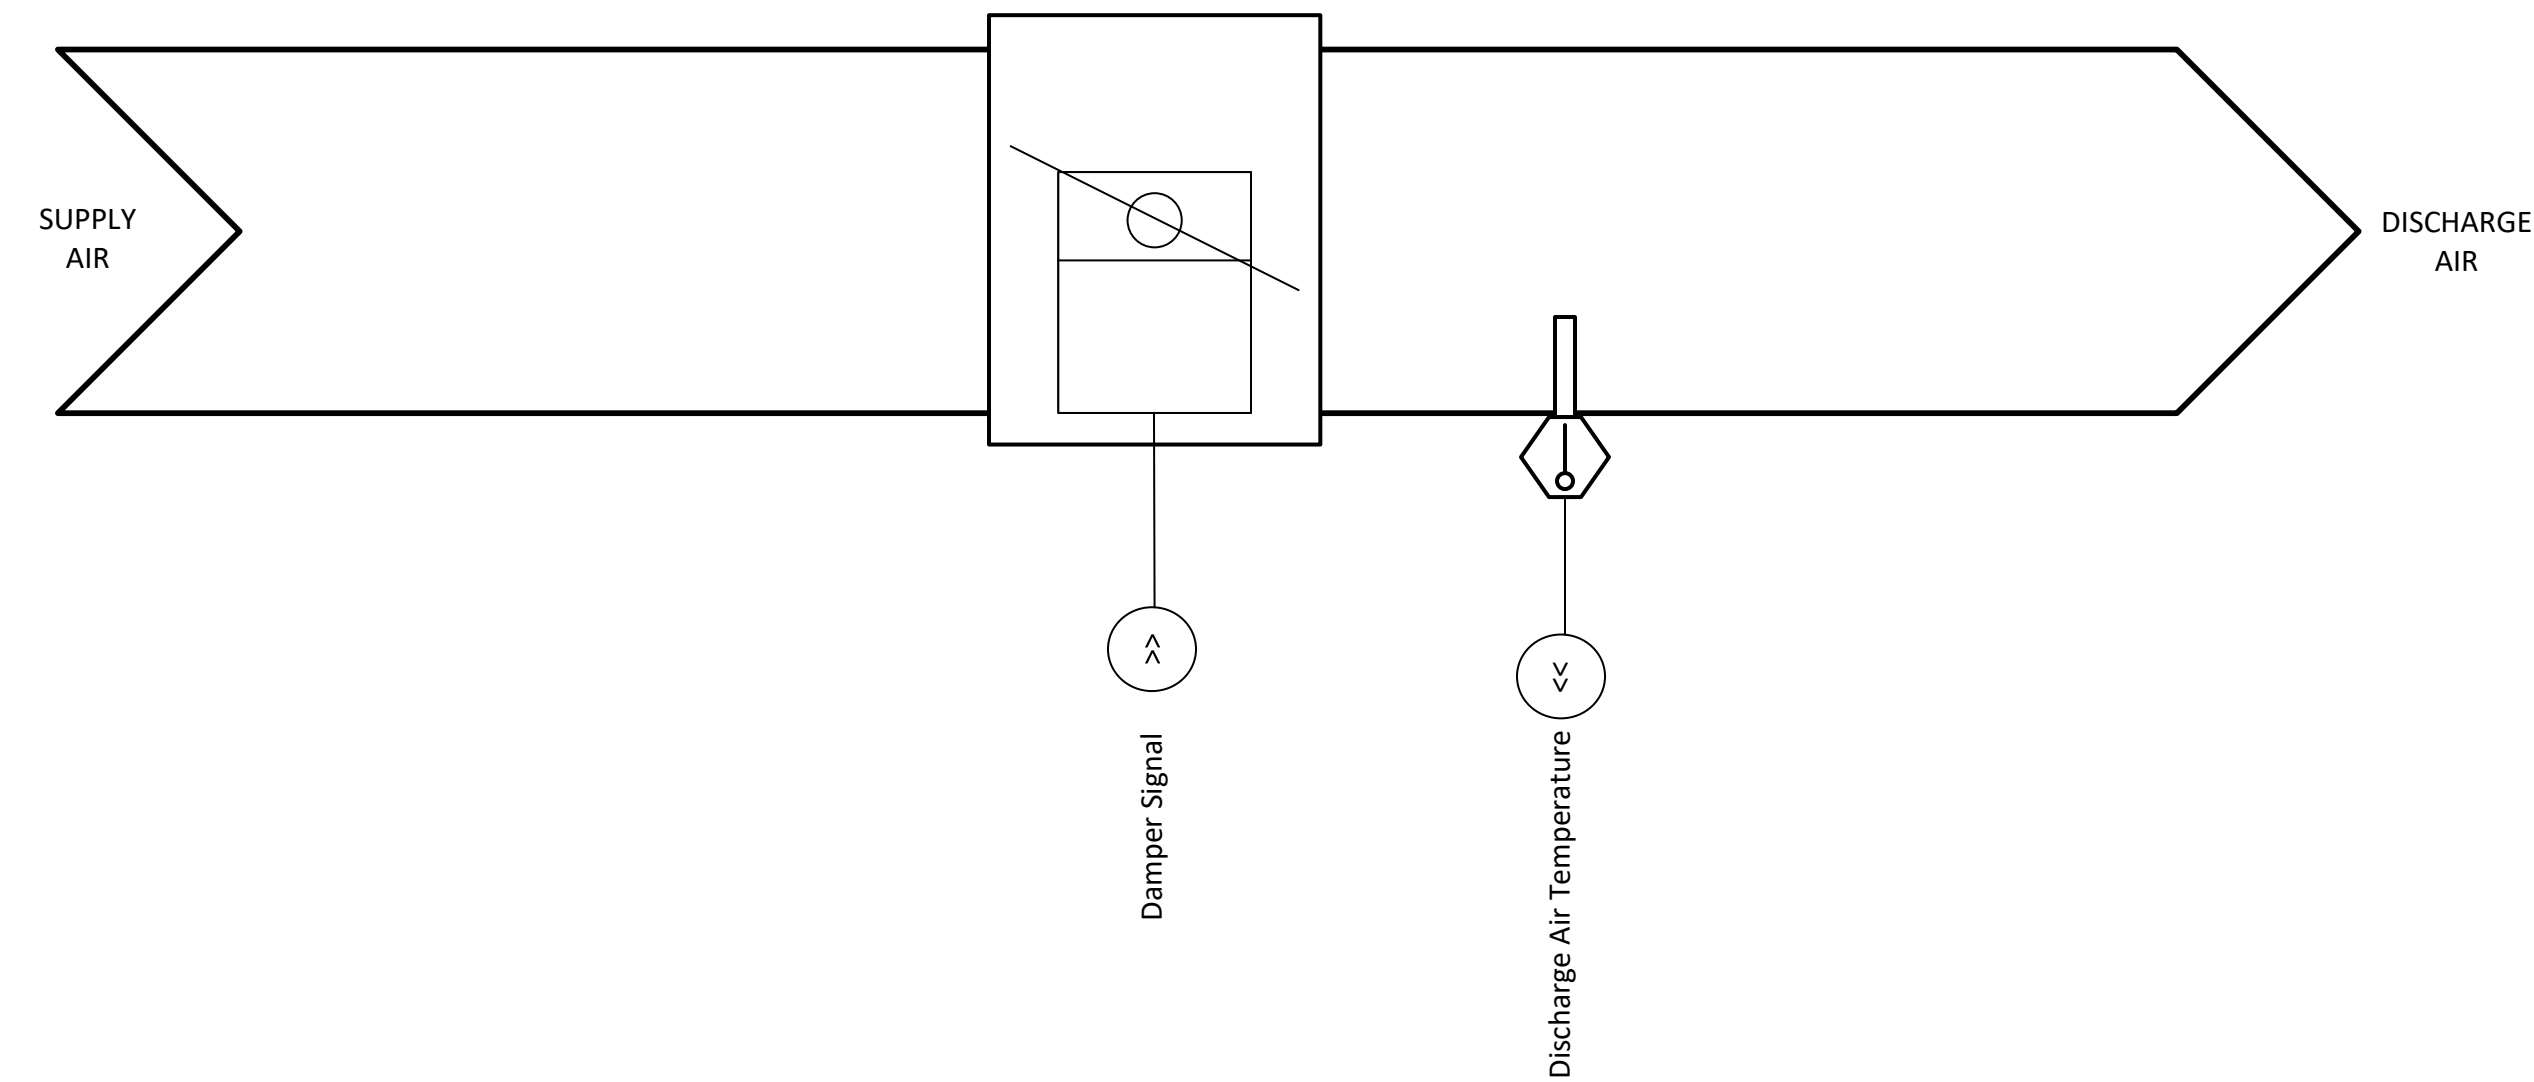 SUPPLY
AIR
DISCHARGE
AIR
Damper Signal
Discharge Air Temperature